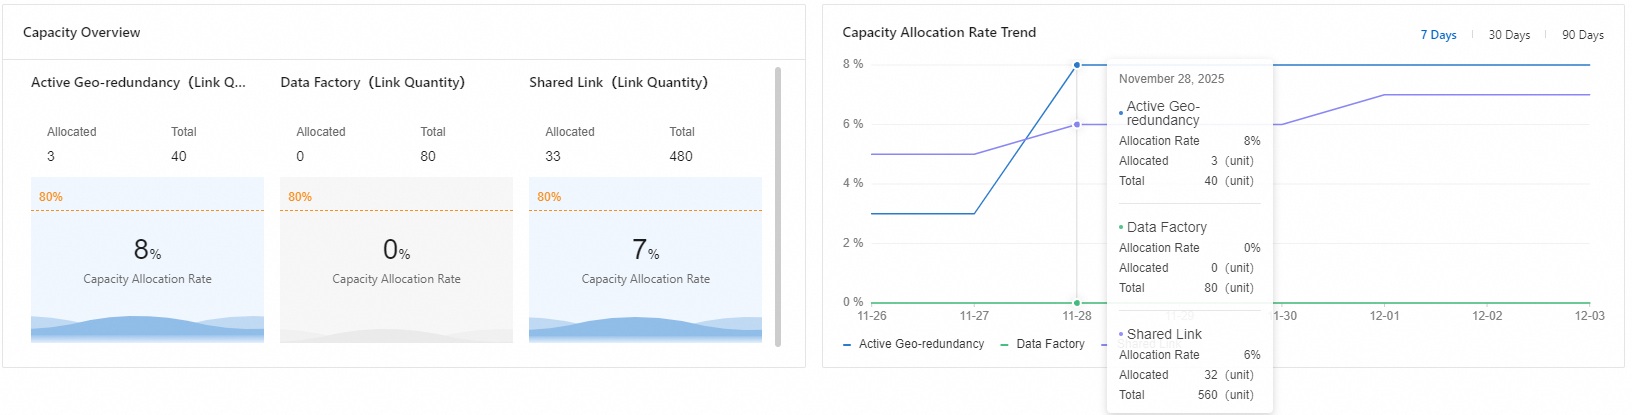 Capacity Overview
Active Geo-redundancy（Link Q...
Data Factory（Link Quantity）
Shared Link（Link Quantity）
Allocated Total
3 40
Allocated Total
0 80
Allocated Total
33 480
80%
8%
Capacity Allocation Rate
80%
0%
Capacity Allocation Rate
80%
7%
Capacity Allocation Rate
Capacity Allocation Rate Trend
7 Days 30 Days 90 Days
8 %
6 %
4 %
2 %
0 %
11-26 11-27 11-28 11-29 11-30 12-01 12-02 12-03
Active Geo-redundancy Data Factory Shared Link
November 28, 2025
Active Geo-
redundancy
Allocation Rate 8%
Allocated 3（unit）
Total 40（unit）
Data Factory
Allocation Rate 0%
Allocated 0（unit）
Total 80（unit）
Shared Link
Allocation Rate 6%
Allocated 32（unit）
Total 560（unit）